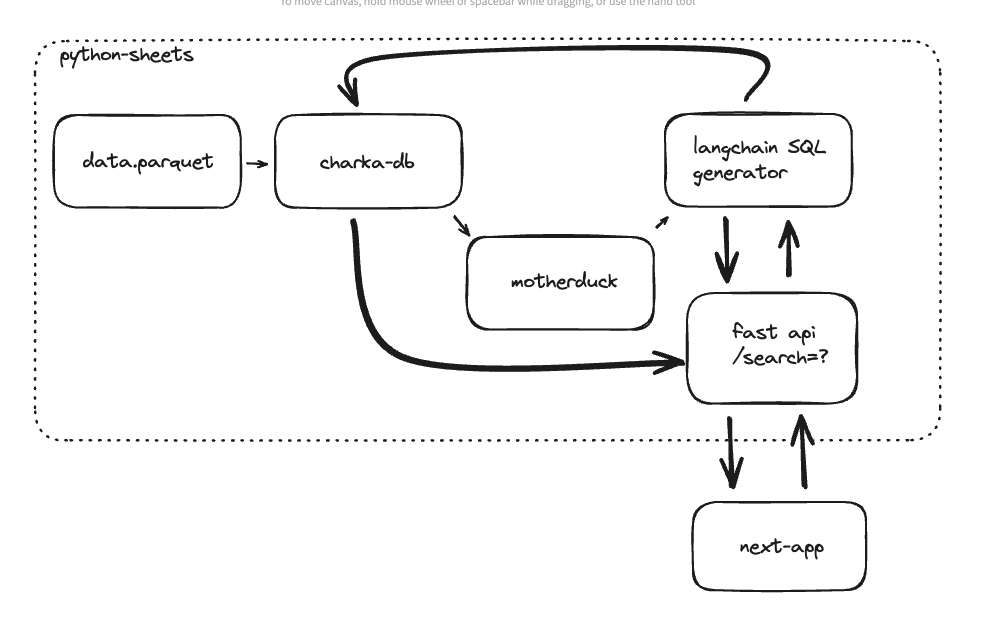 To move canvas, hold mouse wheel or spacebar while dragging, or use the hand tool
python-sheets
data.parquet
charka-db
langchain SQL
generator
motherduck
fast api
/search=?
next-app